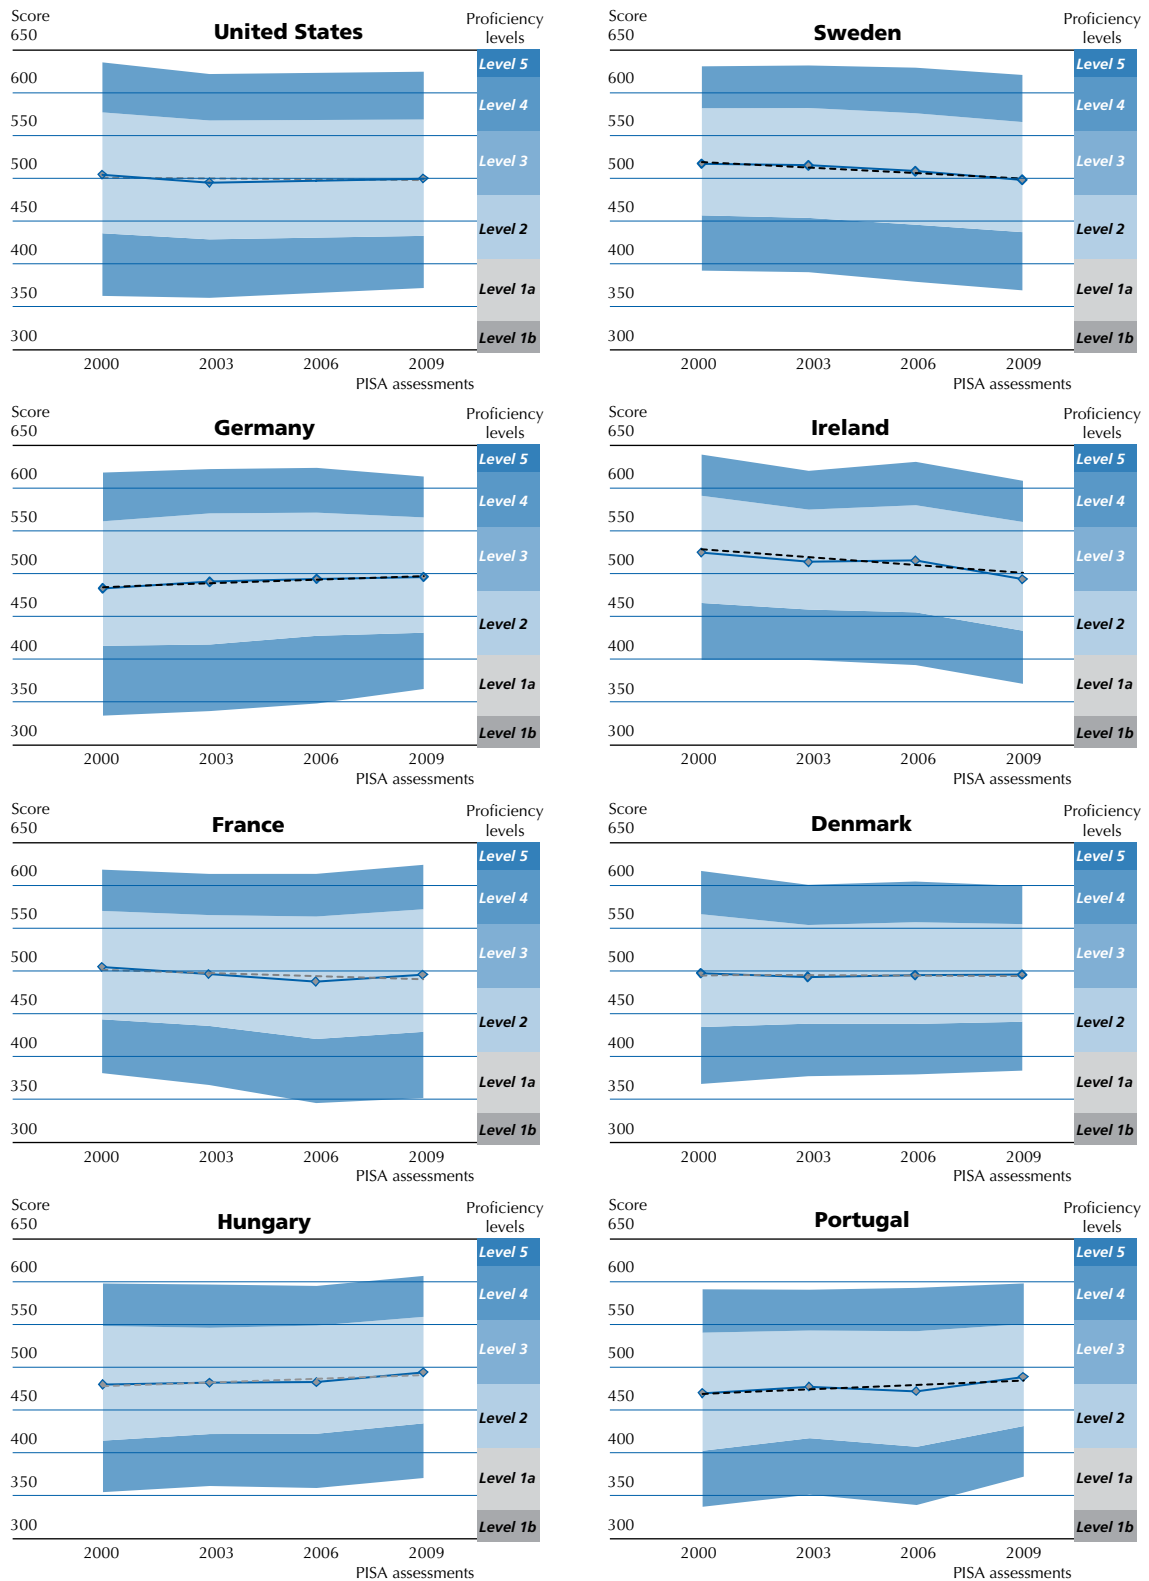 Score
650
United States
Proficiency
levels
Level 5
600
Level 4
550
Level 3
500
450
Level 2
400
350
Level 1a
300
Level 1b
2000 2003 2006 2009
PISA assessments
Score
650
Sweden
Proficiency
levels
Level 5
600
Level 4
550
Level 3
500
450
Level 2
400
350
Level 1a
300
Level 1b
2000 2003 2006 2009
PISA assessments
Score
650
Germany
Proficiency
levels
Level 5
600
Level 4
550
Level 3
500
450
Level 2
400
350
Level 1a
300
Level 1b
2000 2003 2006 2009
PISA assessments
Score
650
Ireland
Proficiency
levels
Level 5
600
Level 4
550
Level 3
500
450
Level 2
400
350
Level 1a
300
Level 1b
2000 2003 2006 2009
PISA assessments
Score
650
France
Proficiency
levels
Level 5
600
Level 4
550
Level 3
500
450
Level 2
400
350
Level 1a
300
Level 1b
2000 2003 2006 2009
PISA assessments
Score
650
Denmark
Proficiency
levels
Level 5
600
Level 4
550
Level 3
500
450
Level 2
400
350
Level 1a
300
Level 1b
2000 2003 2006 2009
PISA assessments
Score
650
Hungary
Proficiency
levels
Level 5
600
Level 4
550
Level 3
500
450
Level 2
400
350
Level 1a
300
Level 1b
2000 2003 2006 2009
PISA assessments
Score
650
Portugal
Proficiency
levels
Level 5
600
Level 4
550
Level 3
500
450
Level 2
400
350
Level 1a
300
Level 1b
2000 2003 2006 2009
PISA assessments